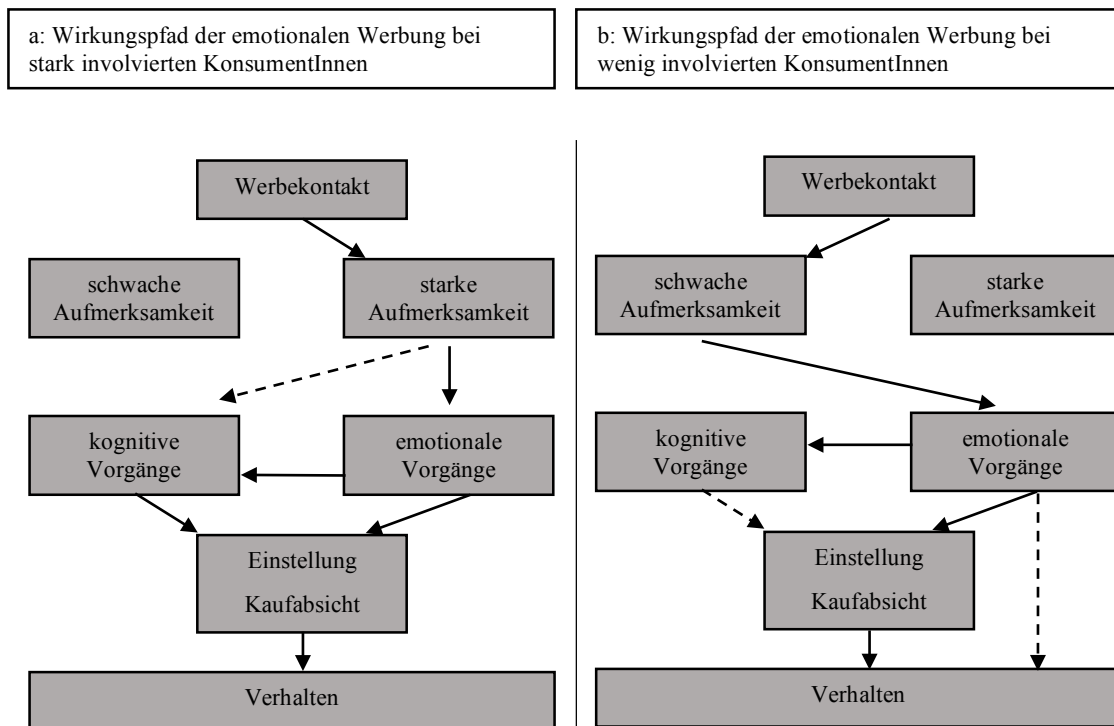 a: Wirkungspfad der emotionalen Werbung bei
stark involvierten KonsumentInnen
Werbekontakt
schwache
Aufmerksamkeit
starke
Aufmerksamkeit
kognitive
Vorgänge
emotionale
Vorgänge
Einstellung
Kaufabsicht
Verhalten
b: Wirkungspfad der emotionalen Werbung bei
wenig involvierten KonsumentInnen
Werbekontakt
schwache
Aufmerksamkeit
starke
Aufmerksamkeit
kognitive
Vorgänge
emotionale
Vorgänge
Einstellung
Kaufabsicht
Verhalten